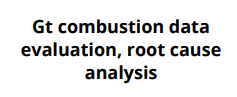 Gt combustion data
evaluation, root cause
analysis